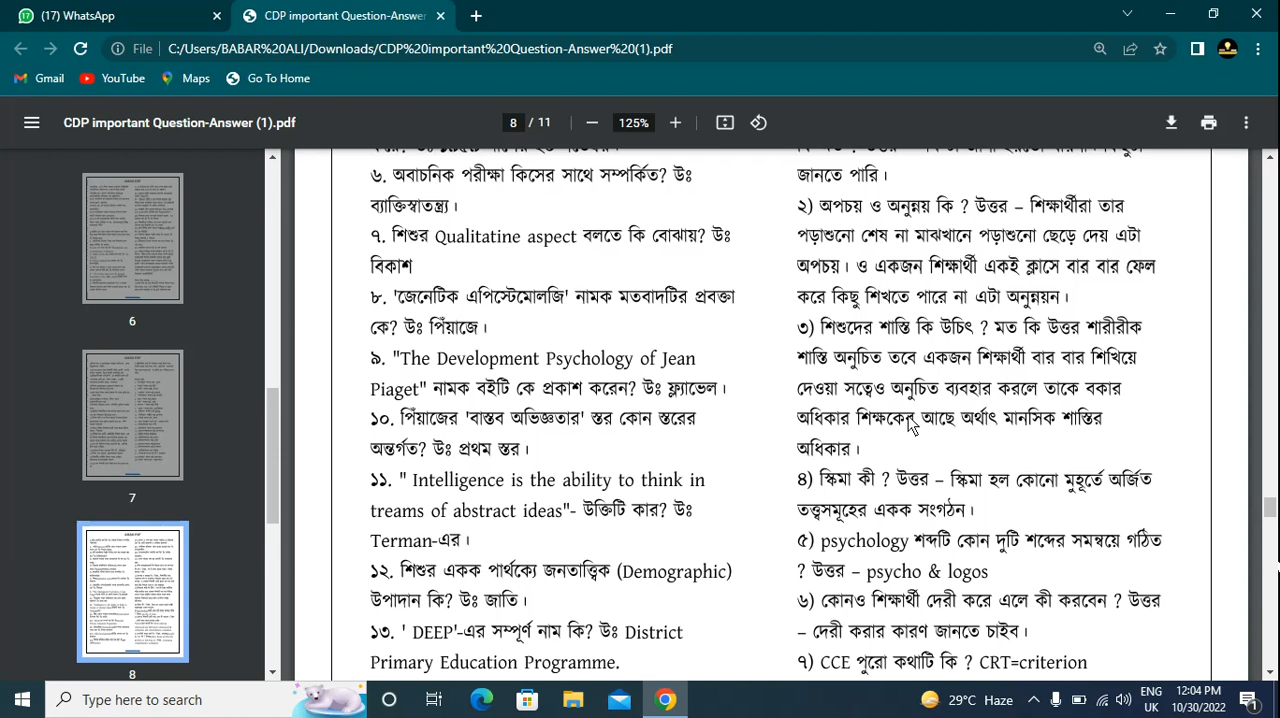 (17) WhatsApp
CDP important Question-Answer
File
C:/Users/BABAR%20ALI/Downloads/CDP%20important%20Question-Answer%20(1).pdf
Gmail
YouTube
Maps
Go To Home
CDP important Question-Answer (1).pdf
8 / 11
125%
6
7
8
৬. অবাচনিক পরীক্ষা কিসের সাথে সম্পর্কিত? উঃ
ব্যাক্তিস্বাতন্ত্র্য।
৭. শিশুর Qualitatine aspect বলতে কি বোঝায়? উঃ
বিকাশ
৮. 'জেনেটিক এপিস্টেমোলজি' নামক মতবাদটির প্রবক্তা
কে? উঃ পিঁয়াজে।
৯. "The Development Psychology of Jean
Piaget" নামক বইটি কে প্রকাশ করেন? উঃ ফ্ল্যাভেল।
১০. পিঁয়াজের 'বস্তুর অভিজ্ঞতার' স্তর কোন স্তরের
অন্তর্গত? উঃ প্রথম স্তর।
১১. " Intelligence is the ability to think in
treams of abstract ideas"- উক্তিটি কার? উঃ
Terman-এর।
১২. শিশুর একক পার্থক্যে জনতাত্ত্বিক (Demographic)
উপাদান কি? উঃ জাতি
১৩. ' DEEP'-এর সম্পূর্ণ নাম কি? উঃ District
Primary Education Programme.
জানতে পারি।
২) অপচয় ও অনুন্নয় কি ? উত্তর – শিক্ষার্থীরা তার
পড়াশুনো শেষ না মাঝখানে পড়াশুনো ছেড়ে দেয় এটা
অপচয়। ও একজন শিক্ষার্থী একই ক্লাসে বার বার ফেল
করে কিছু শিখতে পারে না এটা অনুন্নয়ন।
৩) শিশুদের শাস্তি কি উচিৎ ? মত কি উত্তর শারীরীক
শাস্তি অনুচিত তবে একজন শিক্ষার্থী বার বার শিখিয়ে
দেওয়া সত্বেও অনুচিত ব্যবহার করলে তাকে বকার
অধিকার শিক্ষকের আছে অর্থাৎ মানসিক শাস্তির
অধিকার।
৪) স্কিমা কী ? উত্তর – স্কিমা হল কোনো মুহূর্তে অর্জিত
তত্ত্বসমূহের একক সংগঠন।
৫) psychology শব্দটি কোন দুটি শব্দের সমন্বয়ে গঠিত
? উত্তর – psycho & logos
৬) কোনও শিক্ষার্থী দেরী করে এলে কী করবেন ? উত্তর
– দেরী হবার কারণ জানতে চাইব।
৭) CCE পুরো কথাটি কি ? CRT=criterion
Type here to search
29°C Haze
ENG
UK
12:04 PM
10/30/2022
1